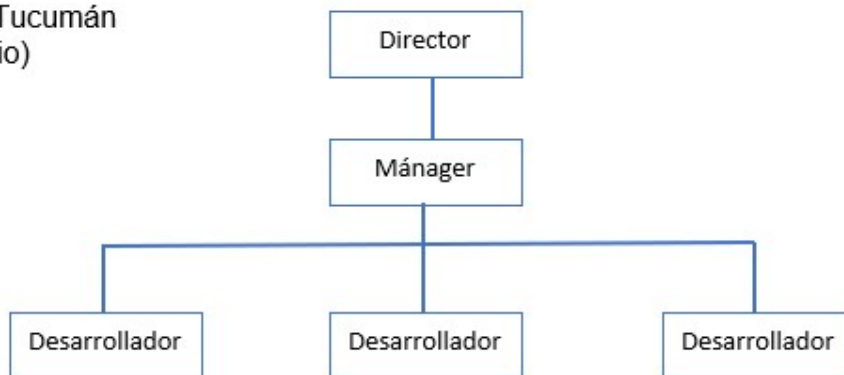 Tucumán
io)
Director
Mánager
Desarrollador
Desarrollador
Desarrollador